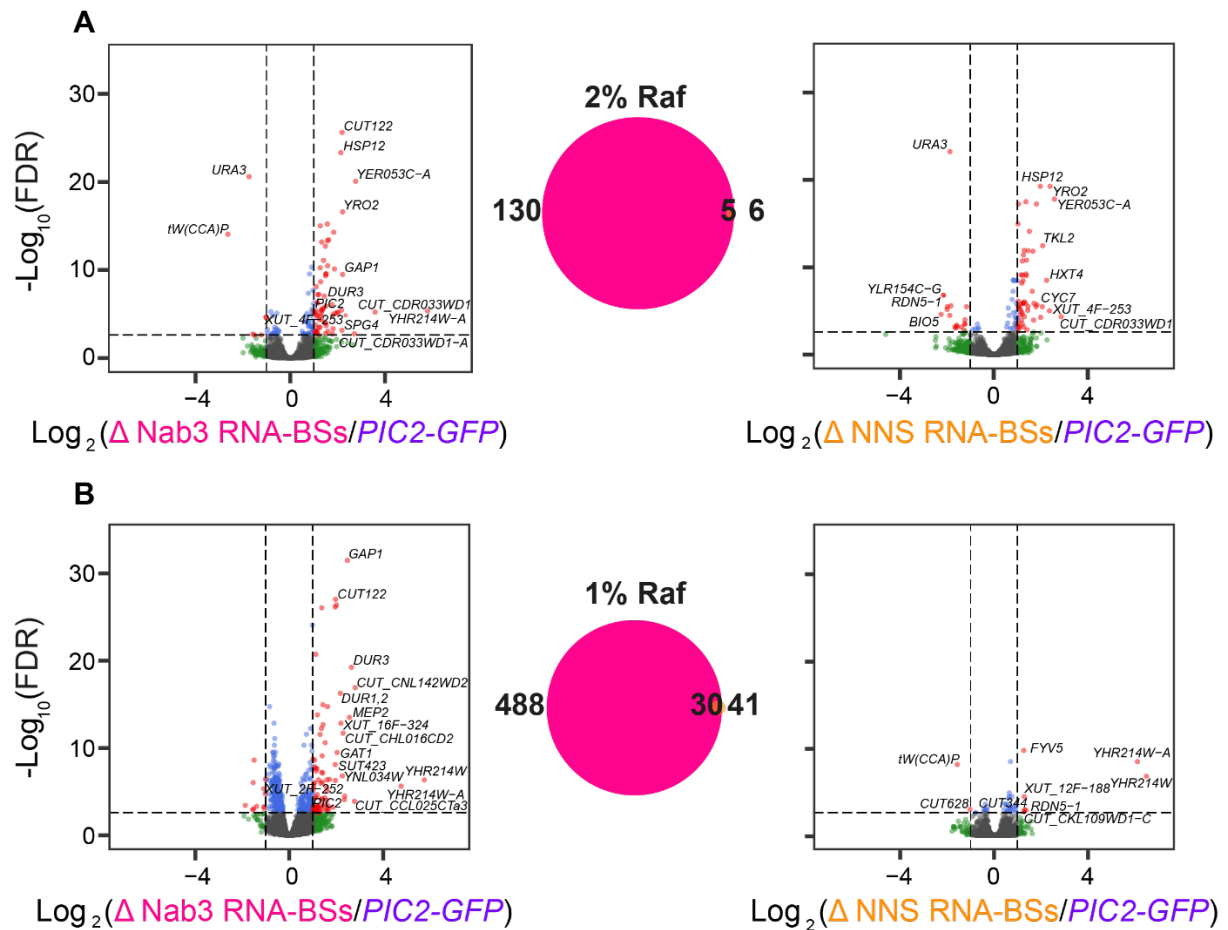 A
2% Raf
-Log10(FDR)
30
20
10
0
CUT122
HSP12
YER053C-A
URA3
YRO2
tW(CCA)P
GAP1
DUR3
PIC2
CUT_CDR033WD1
XUT_4F-253
YHR214W-A
SPG4
CUT_CDR033WD1-A
-4
0
4
Log2(Δ Nab3 RNA-BSs/PIC2-GFP)
130
5
6
URA3
HSP12
YRO2
YER053C-A
TKL2
HXT4
YLR154C-G
RDN5-1
CYC7
XUT_4F-253
BIO5
CUT_CDR033WD1
-4
0
4
Log2(Δ NNS RNA-BSs/PIC2-GFP)
B
1% Raf
-Log10(FDR)
30
20
10
0
GAP1
CUT122
DUR3
CUT_CNL142WD2
DUR1,2
MEP2
XUT_16F-324
CUT_CHL016CD2
GAT1
SUT423
YNL034W
YHR214W
XUT_2F-252
YHR214W-A
PIC2
CUT_CCL025CTa3
-4
0
4
Log2(Δ Nab3 RNA-BSs/PIC2-GFP)
488
30
41
FYV5
YHR214W-A
tW(CCA)P
YHR214W
XUT_12F-188
CUT628
CUT344
RDN5-1
CUT_CKL109WD1-C
-4
0
4
Log2(Δ NNS RNA-BSs/PIC2-GFP)